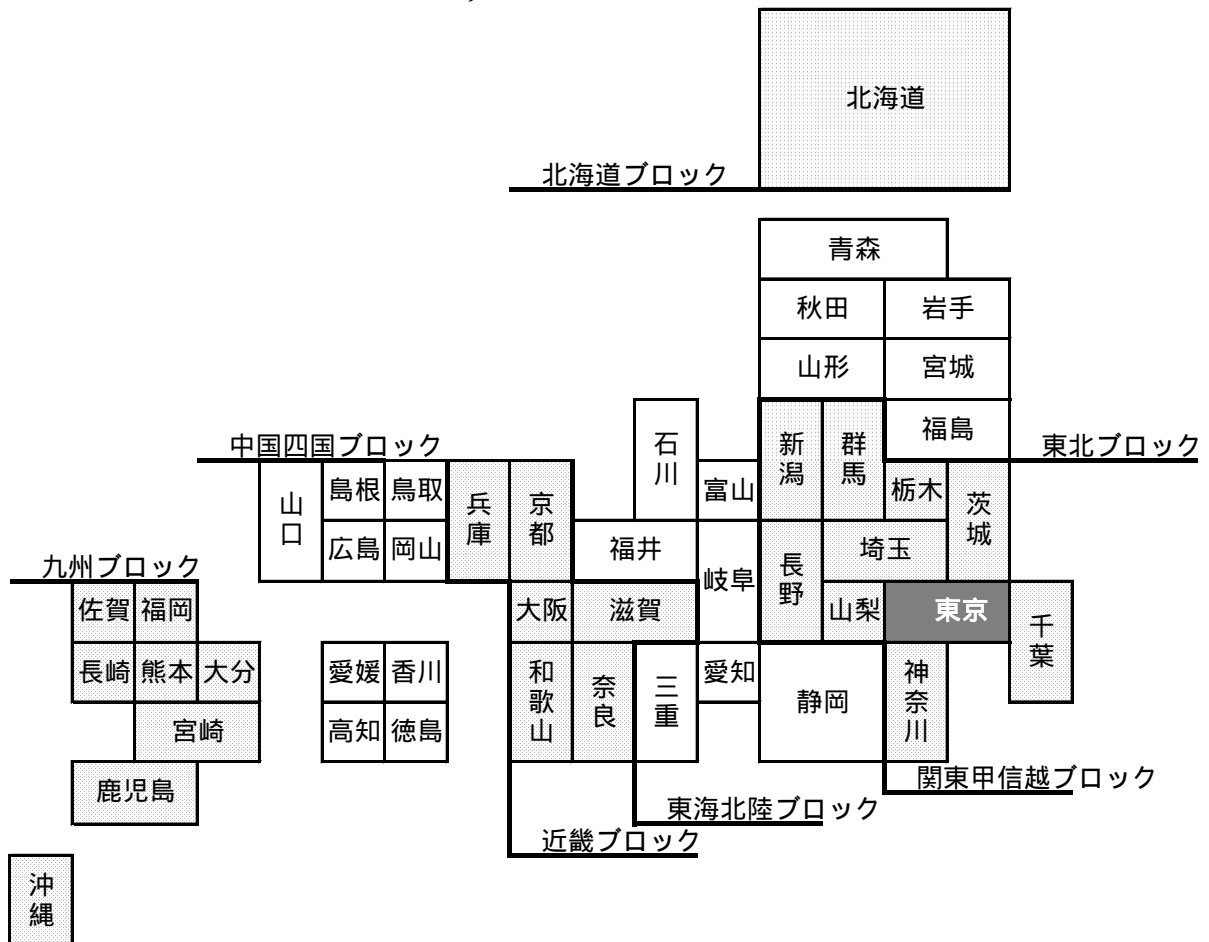 北海道
北海道ブロック
青森
秋田
岩手
山形
宮城
石川
新潟
群馬
福島
中国四国ブロック
東北ブロック
山口
島根
鳥取
兵庫
京都
富山
栃木
茨城
広島
岡山
福井
岐阜
長野
埼玉
九州ブロック
佐賀
福岡
大阪
滋賀
山梨
東京
千葉
長崎
熊本
大分
愛媛
香川
和歌山
奈良
三重
愛知
静岡
神奈川
宮崎
高知
徳島
鹿児島
関東甲信越ブロック
東海北陸ブロック
近畿ブロック
沖縄